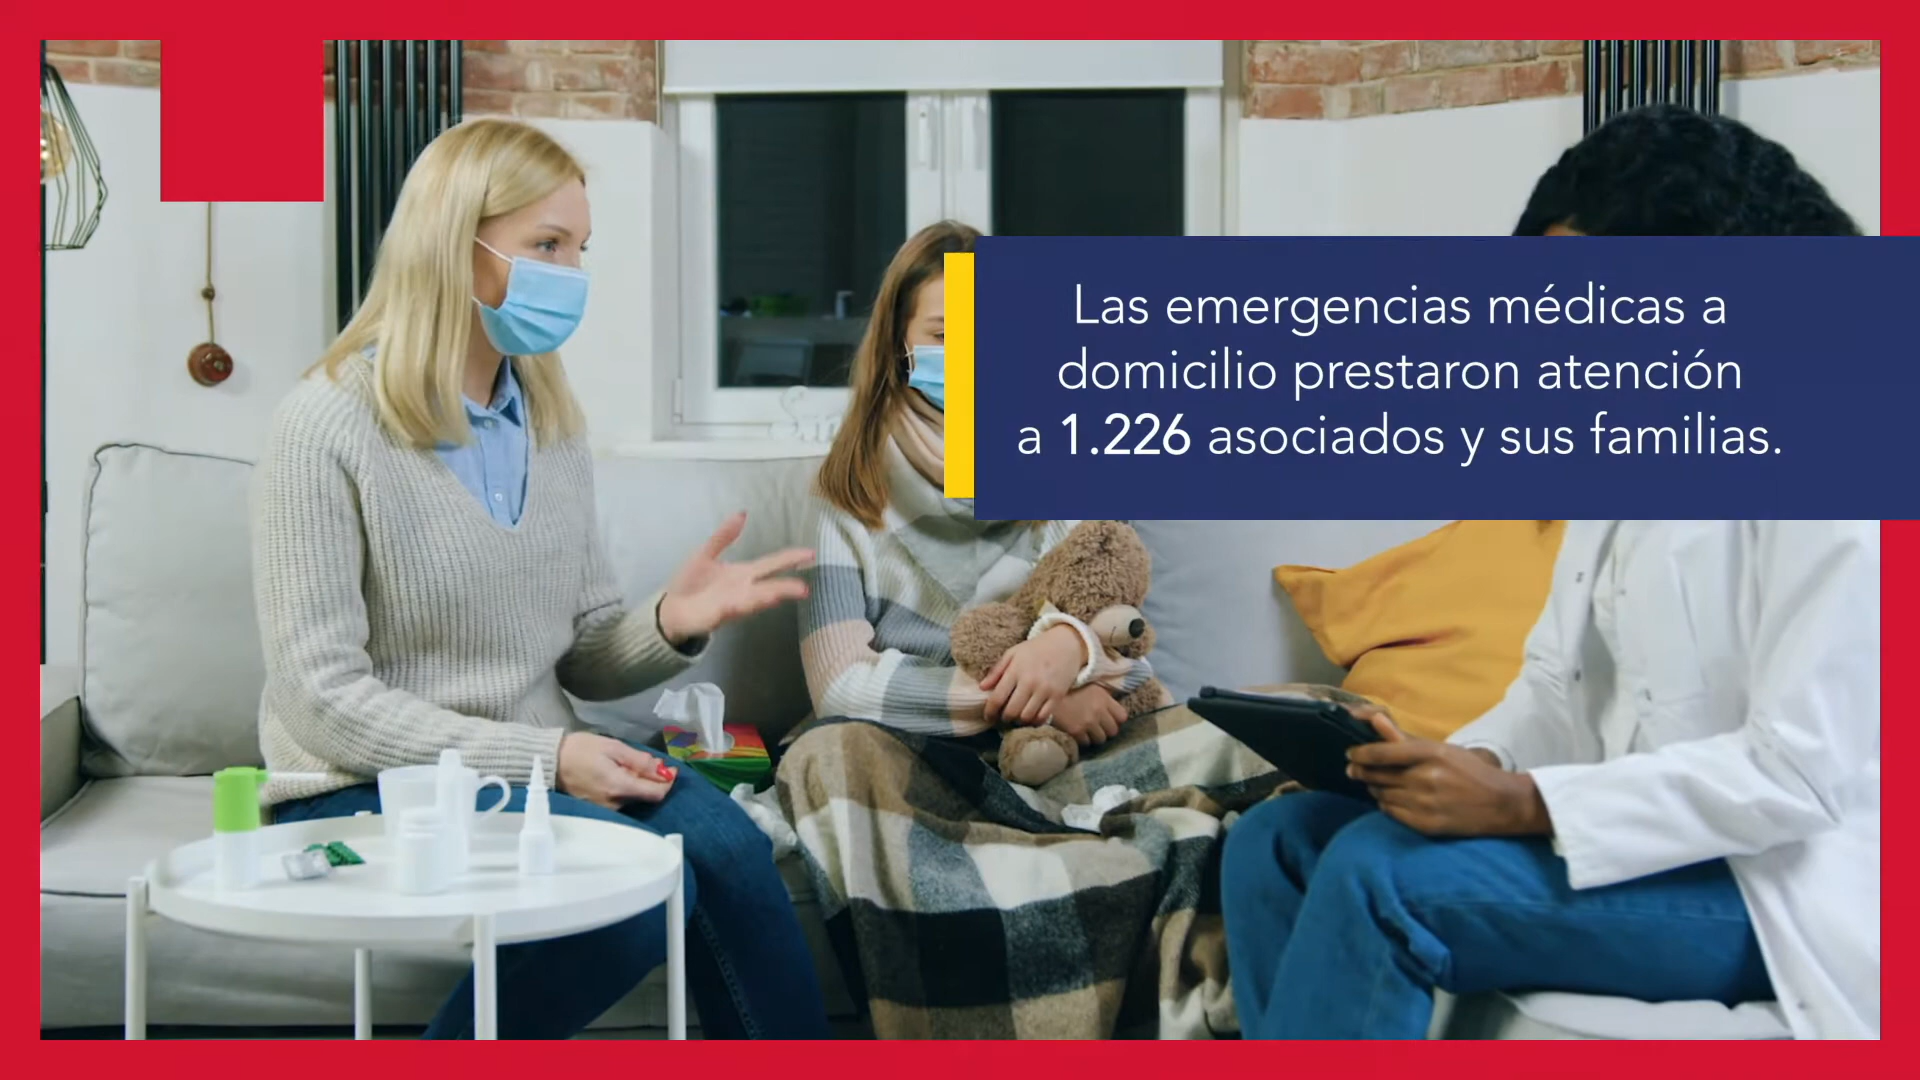 Las emergencias médicas a
domicilio prestaron atención
a 1.226 asociados y sus familias.